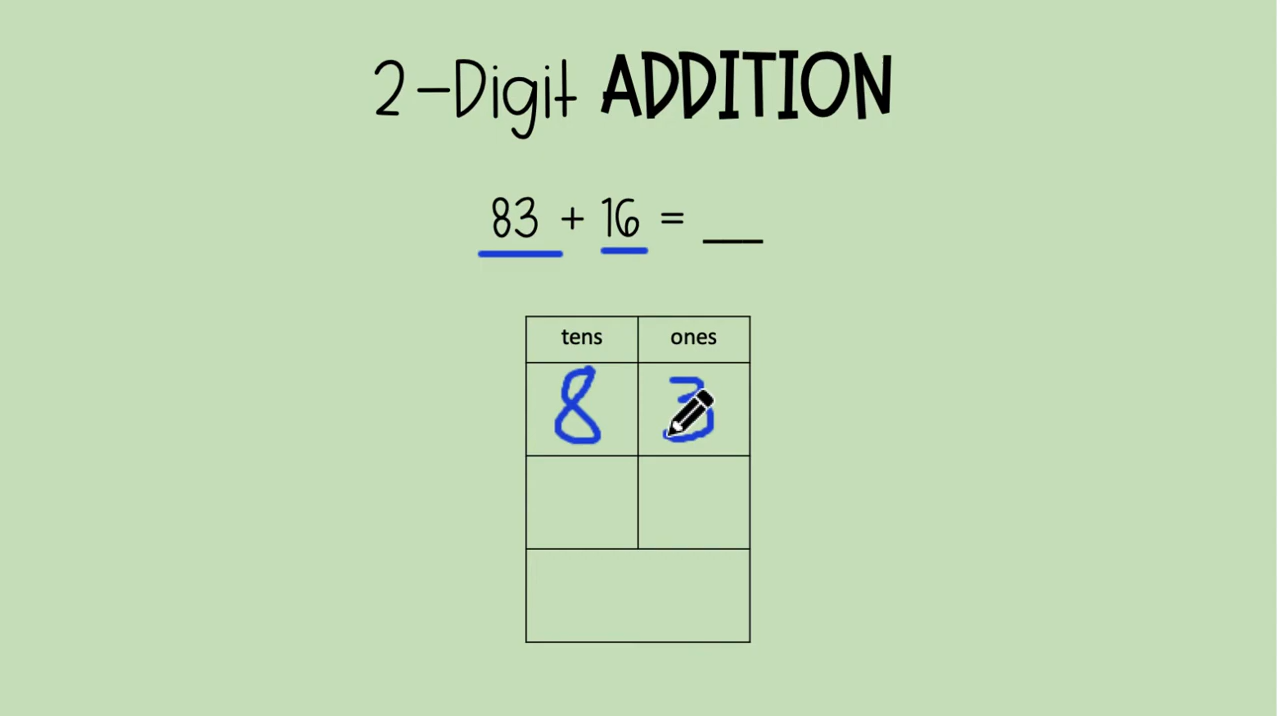 2-Digit ADDITION
83 + 16 = ___
tens ones
8 3